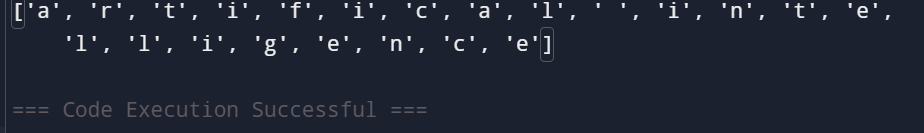 ['a', 'r', 't', 'i', 'f', 'i', 'c', 'a', 'l', ' ', 'i', 'n', 't', 'e',
'l', 'l', 'i', 'g', 'e', 'n', 'c', 'e']
=== Code Execution Successful ===